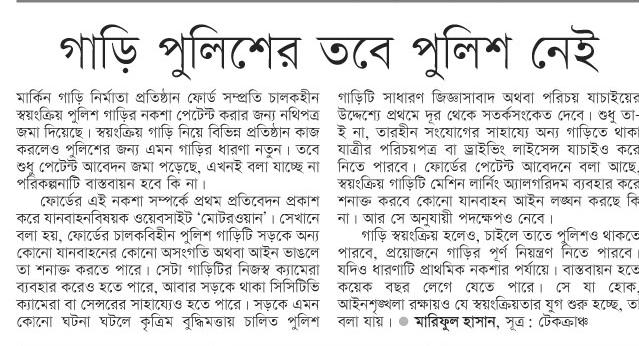 গাড়ি পুলিশের তবে পুলিশ নেই
মার্কিন গাড়ি নির্মাতা প্রতিষ্ঠান ফোর্ড সম্প্রতি চালকহীন
স্বয়ংক্রিয় পুলিশ গাড়ির নকশা পেটেন্ট করার জন্য নথিপত্র
জমা দিয়েছে। স্বয়ংক্রিয় গাড়ি নিয়ে বিভিন্ন প্রতিষ্ঠান কাজ
করলেও পুলিশের জন্য এমন গাড়ির ধারণা নতুন। তবে
শুধু পেটেন্ট আবেদন জমা পড়েছে, এখনই বলা যাচ্ছে না
পরিকল্পনাটি বাস্তবায়ন হবে কি না।
ফোর্ডের এই নকশা সম্পর্কে প্রথম প্রতিবেদন প্রকাশ
করে যানবাহনবিষয়ক ওয়েবসাইট ‘মোটরওয়ান’। সেখানে
বলা হয়, ফোর্ডের চালকবিহীন পুলিশ গাড়িটি সড়কে অন্য
কোনো যানবাহনের কোনো অসংগতি অথবা আইন ভাঙলে
তা শনাক্ত করতে পারে। সেটা গাড়িটির নিজস্ব ক্যামেরা
ব্যবহার করেও হতে পারে, আবার সড়কে থাকা সিসিটিভি
ক্যামেরা বা সেন্সরের সাহায্যেও হতে পারে। সড়কে এমন
কোনো ঘটনা ঘটলে কৃত্রিম বুদ্ধিমত্তায় চালিত পুলিশ
গাড়িটি সাধারণ জিজ্ঞাসাবাদ অথবা পরিচয় যাচাইয়ের
উদ্দেশ্যে প্রথমে দূর থেকে সতর্কসংকেত দেবে। শুধু তা-
ই না, তারহীন সংযোগের সাহায্যে অন্য গাড়িতে থাকা
যাত্রীর পরিচয়পত্র বা ড্রাইভিং লাইসেন্স যাচাইও করে
নিতে পারবে। ফোর্ডের পেটেন্ট আবেদনে বলা আছে,
স্বয়ংক্রিয় গাড়িটি মেশিন লার্নিং অ্যালগরিদম ব্যবহার করে
শনাক্ত করবে কোনো যানবাহন আইন লঙ্ঘন করছে কি
না। আর সে অনুযায়ী পদক্ষেপও নেবে।
গাড়ি স্বয়ংক্রিয় হলেও, চাইলে তাতে পুলিশও থাকতে
পারবে, প্রয়োজনে গাড়ির পূর্ণ নিয়ন্ত্রণ নিতে পারবে।
যদিও ধারণাটি প্রাথমিক নকশার পর্যায়ে। বাস্তবায়ন হতে
কয়েক বছর লেগে যেতে পারে। সে যা হোক,
আইনশৃঙ্খলা রক্ষায়ও যে স্বয়ংক্রিয়তার যুগ শুরু হচ্ছে, তা
বলা যায়। ● মারিফুল হাসান, সূত্র : টেকক্রাঞ্চ